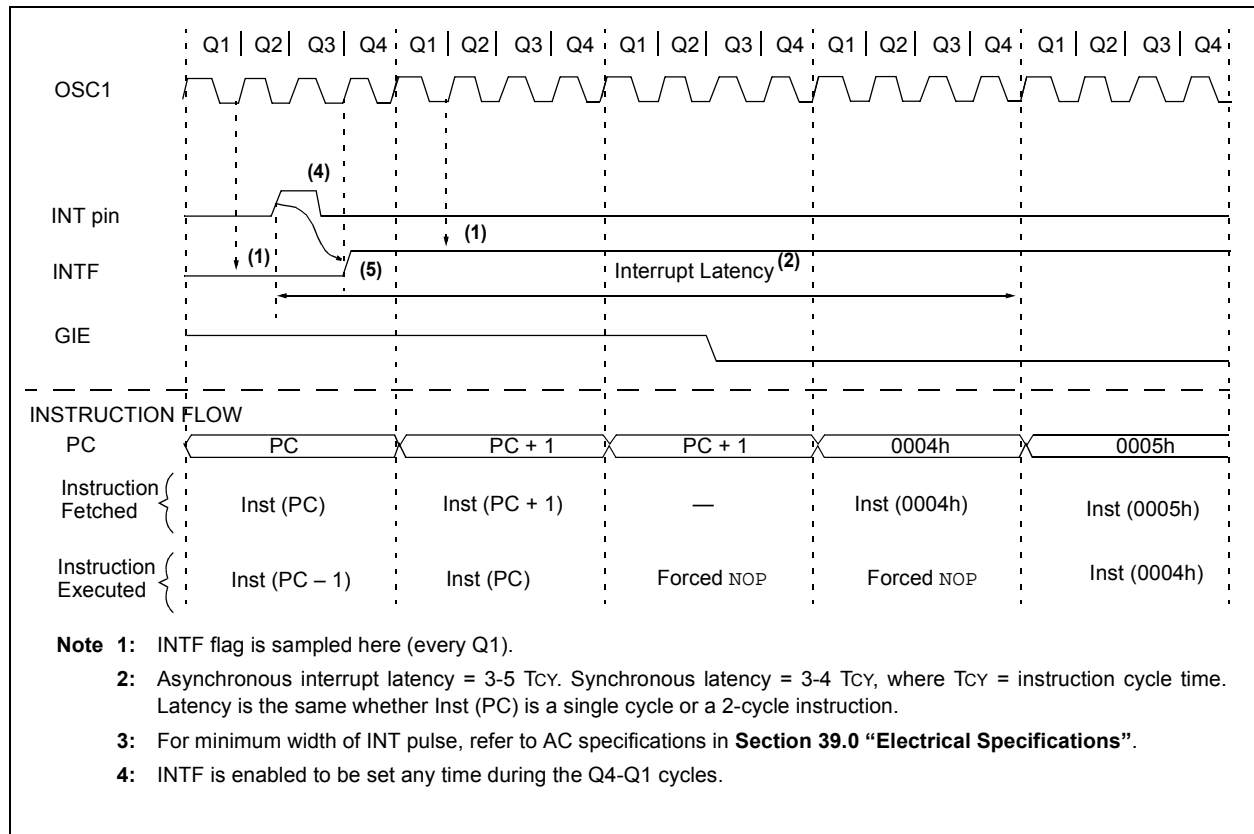 Q1 Q2 Q3 Q4 Q1 Q2 Q3 Q4 Q1 Q2 Q3 Q4 Q1 Q2 Q3 Q4 Q1 Q2 Q3 Q4
OSC1
(4)
INT pin
(1)
(1)
INTF
(5)
Interrupt Latency(2)
GIE
INSTRUCTION FLOW
PC PC PC + 1 PC + 1 0004h 0005h
Instruction
Fetched
Inst (PC) Inst (PC + 1) — Inst (0004h) Inst (0005h)
Instruction
Executed
Inst (PC – 1) Inst (PC) Forced NOP Forced NOP Inst (0004h)
Note 1: INTF flag is sampled here (every Q1).
2: Asynchronous interrupt latency = 3-5 TCY. Synchronous latency = 3-4 TCY, where TCY = instruction cycle time.
Latency is the same whether Inst (PC) is a single cycle or a 2-cycle instruction.
3: For minimum width of INT pulse, refer to AC specifications in Section 39.0 “Electrical Specifications”.
4: INTF is enabled to be set any time during the Q4-Q1 cycles.